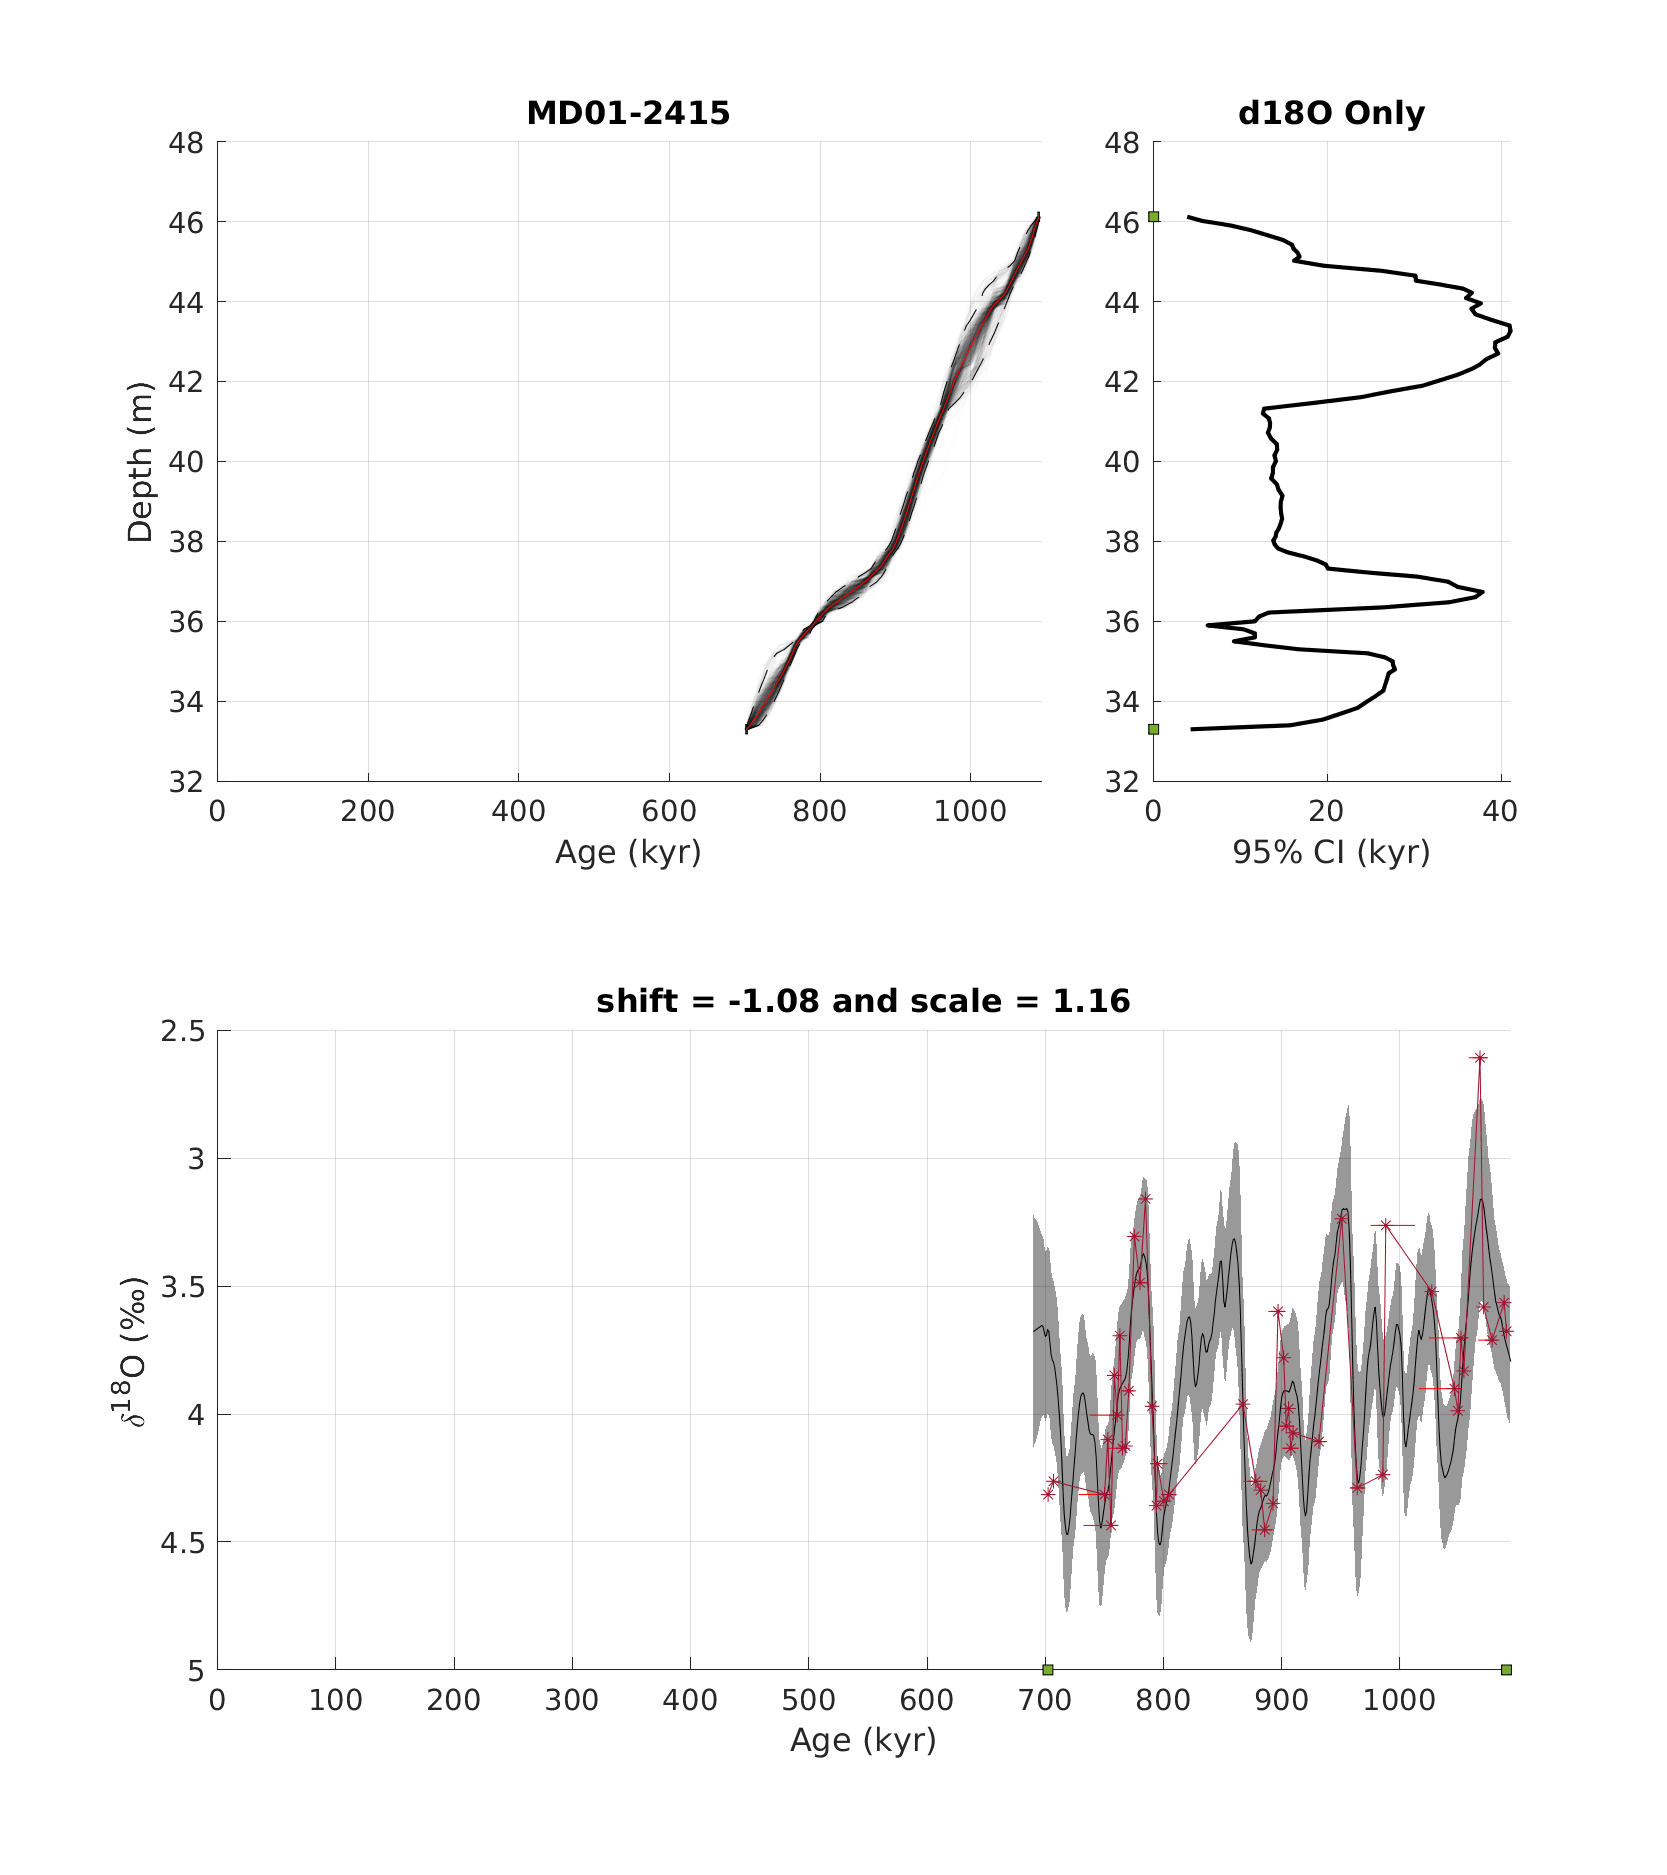 MD01-2415
d18O Only
48
46
44
42
40
38
36
34
32
Depth (m)
0 200 400 600 800 1000
Age (kyr)
48
46
44
42
40
38
36
34
32
0 20 40
95% CI (kyr)
shift = -1.08 and scale = 1.16
2.5
3
3.5
4
4.5
5
δ18O (‰)
0 100 200 300 400 500 600 700 800 900 1000
Age (kyr)